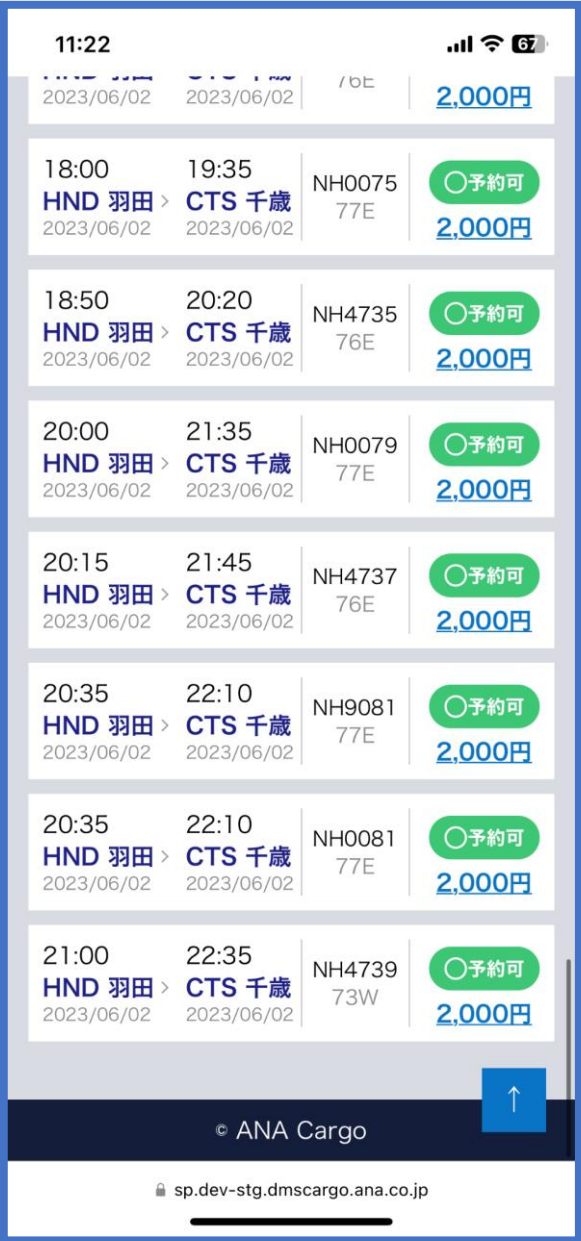 11:22
67
76E
2023/06/02 2023/06/02
2,000円
18:00 19:35
NH0075 ○予約可
HND 羽田 > CTS 千歳
77E
2023/06/02 2023/06/02
2,000円
18:50 20:20
NH4735 ○予約可
HND 羽田 > CTS 千歳
76E
2023/06/02 2023/06/02
2,000円
20:00 21:35
NH0079 ○予約可
HND 羽田 > CTS 千歳
77E
2023/06/02 2023/06/02
2,000円
20:15 21:45
NH4737 ○予約可
HND 羽田 > CTS 千歳
76E
2023/06/02 2023/06/02
2,000円
20:35 22:10
NH9081 ○予約可
HND 羽田 > CTS 千歳
77E
2023/06/02 2023/06/02
2,000円
20:35 22:10
NH0081 ○予約可
HND 羽田 > CTS 千歳
77E
2023/06/02 2023/06/02
2,000円
21:00 22:35
NH4739 ○予約可
HND 羽田 > CTS 千歳
73W
2023/06/02 2023/06/02
2,000円
↑
© ANA Cargo
sp.dev-stg.dmscargo.ana.co.jp